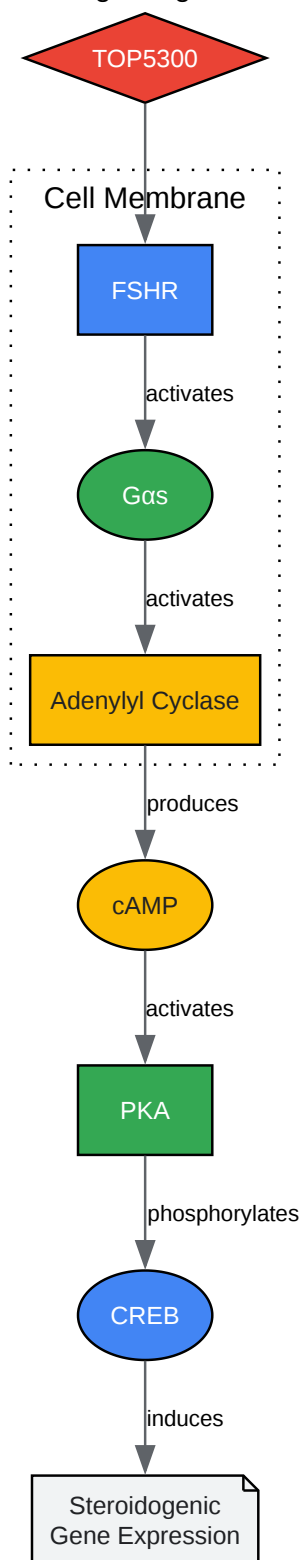 TOP5300
Cell Membrane
FSHR
activates
Gαs
activates
Adenylyl Cyclase
produces
cAMP
activates
PKA
phosphorylates
CREB
induces
Steroidogenic
Gene Expression